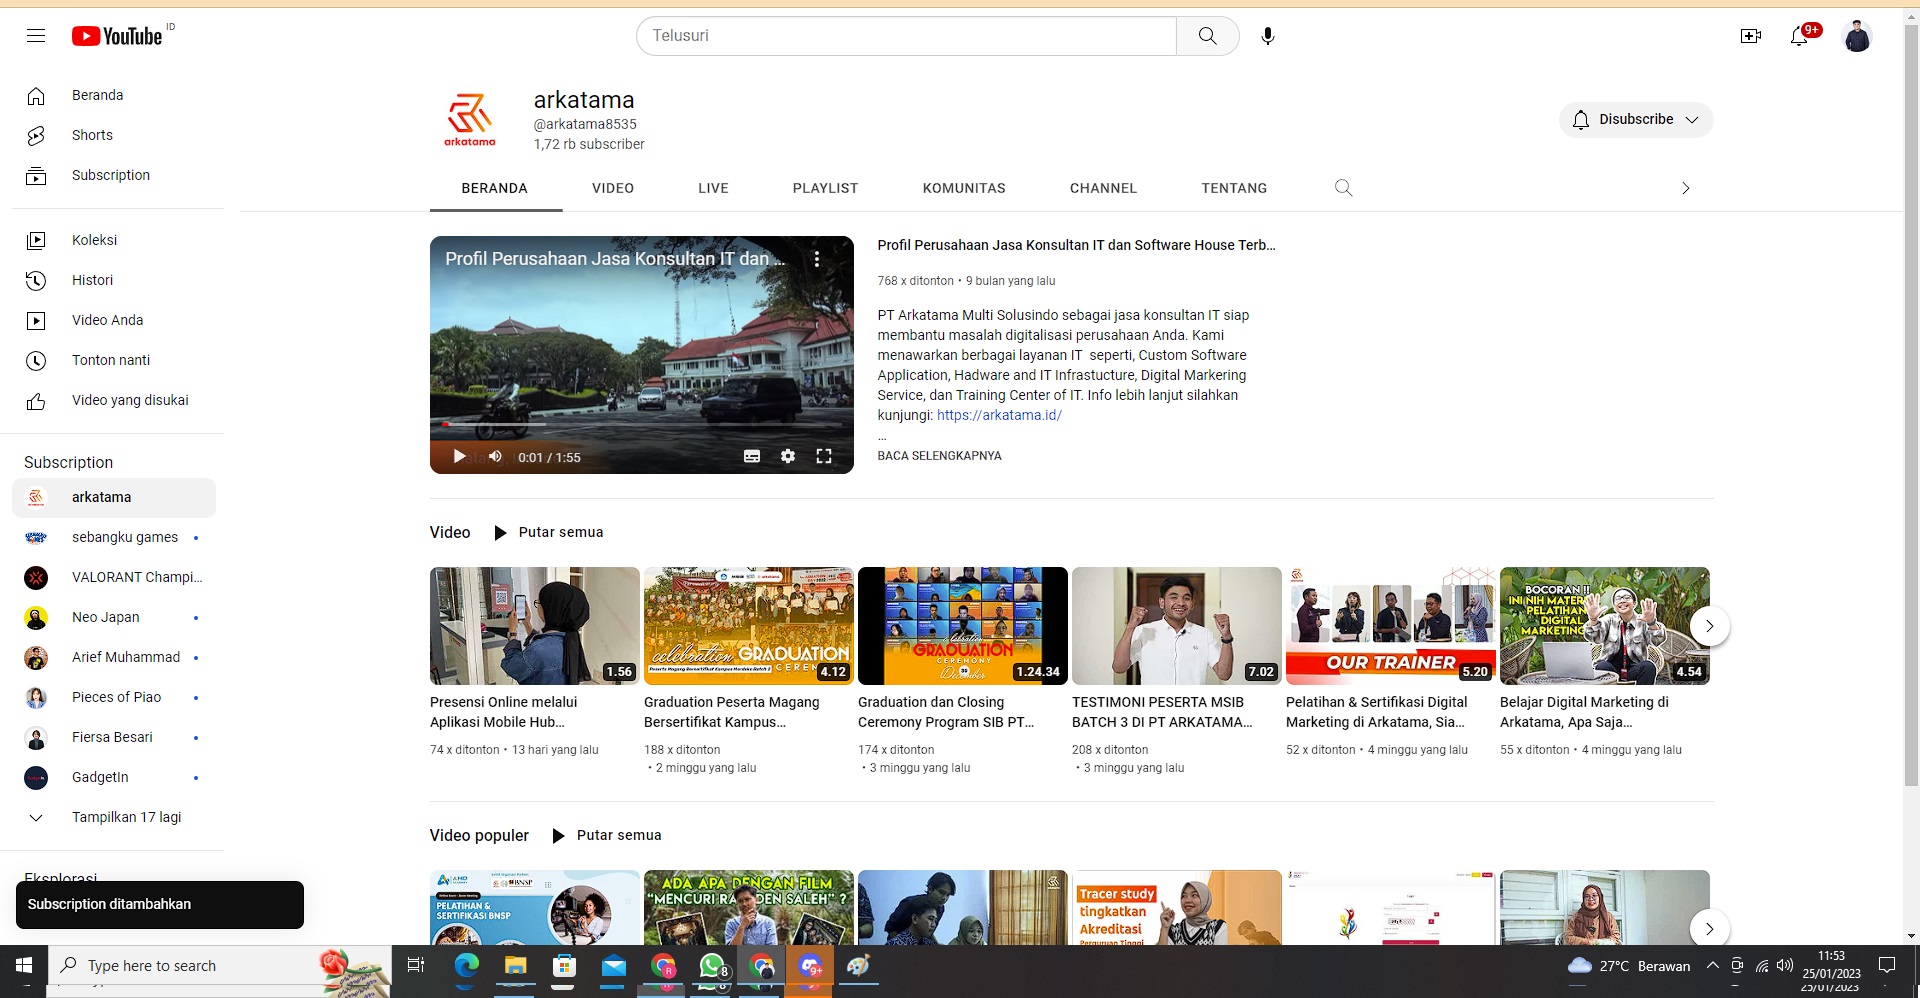 YouTube ID
Telusuri
9+
Beranda
Shorts
Subscription
Koleksi
Histori
Video Anda
Tonton nanti
Video yang disukai
Subscription
arkatama
sebangku games
VALORANT Champi...
Neo Japan
Arief Muhammad
Pieces of Piao
Fiersa Besari
GadgetIn
Tampilkan 17 lagi
Eksplorasi
Subscription ditambahkan
arkatama
arkatama
@arkatama8535
1,72 rb subscriber
Disubscribe
BERANDA VIDEO LIVE PLAYLIST KOMUNITAS CHANNEL TENTANG
Profil Perusahaan Jasa Konsultan IT dan ...
0:01 / 1:55
Profil Perusahaan Jasa Konsultan IT dan Software House Terb...
768 x ditonton • 9 bulan yang lalu
PT Arkatama Multi Solusindo sebagai jasa konsultan IT siap
membantu masalah digitalisasi perusahaan Anda. Kami
menawarkan berbagai layanan IT seperti, Custom Software
Application, Hadware and IT Infrastucture, Digital Markering
Service, dan Training Center of IT. Info lebih lanjut silahkan
kunjungi: https://arkatama.id/
...
BACA SELENGKAPNYA
Video Putar semua
1.56
Presensi Online melalui
Aplikasi Mobile Hub...
74 x ditonton • 13 hari yang lalu
celebration GRADUATION
CEREMONY
4.12
Graduation Peserta Magang
Bersertifikat Kampus...
188 x ditonton
• 2 minggu yang lalu
celebration
GRADUATION
CEREMONY
30
December
1.24.34
Graduation dan Closing
Ceremony Program SIB PT...
174 x ditonton
• 3 minggu yang lalu
7.02
TESTIMONI PESERTA MSIB
BATCH 3 DI PT ARKATAMA...
208 x ditonton
• 3 minggu yang lalu
OUR TRAINER
5.20
Pelatihan & Sertifikasi Digital
Marketing di Arkatama, Sia...
52 x ditonton • 4 minggu yang lalu
BOCORAN !!
INI NIH MATERI
PELATIHAN
DIGITAL
MARKETING
4.54
Belajar Digital Marketing di
Arkatama, Apa Saja...
55 x ditonton • 4 minggu yang lalu
Video populer Putar semua
BNSP
PELATIHAN &
SERTIFIKASI BNSP
ADA APA DENGAN FILM
"MENCURI RADEN SALEH" ?
Tracer study
tingkatkan
Akreditasi
Perguruan Tinggi
Type here to search
8
9+
27°C Berawan
11:53
25/01/2023